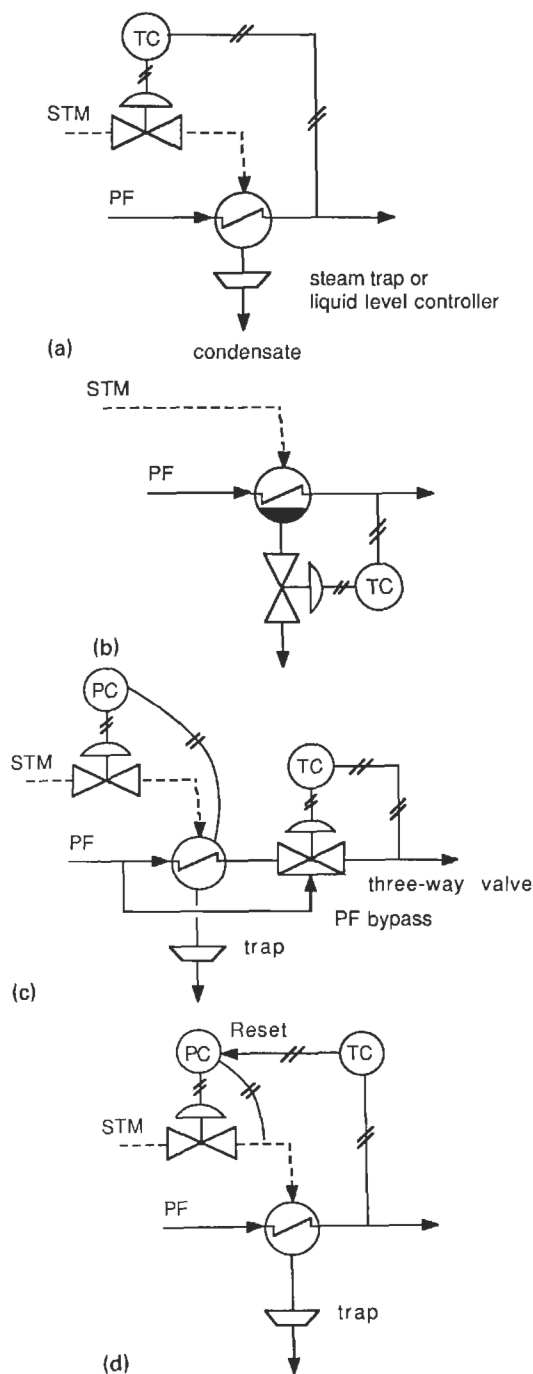 TC
STM
PF
steam trap or
liquid level controller
(a)
condensate
STM
PF
TC
(b)
PC
STM
TC
PF
three-way valve
PF bypass
trap
(c)
Reset
PC
TC
STM
PF
trap
(d)